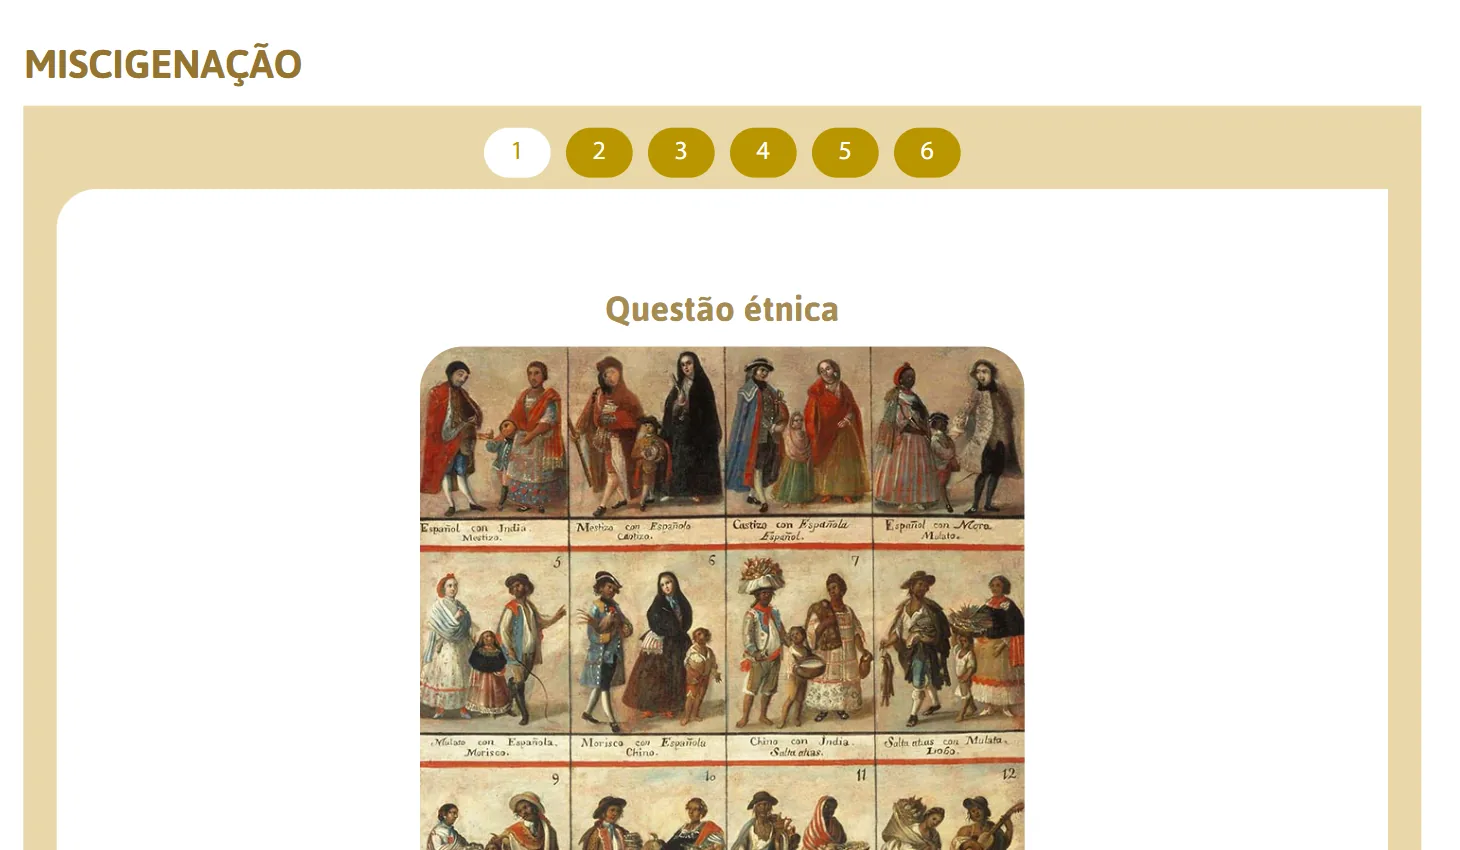 MISCIGENAÇÃO
1 2 3 4 5 6
Questão étnica
Español con India.
Mestizo.
Mestizo con Española
Castizo.
Castizo con Española
Español.
Español con Mora
Mulato.
5
Mulato con Española.
Morisco.
6
Morisco con Española
Chino.
7
Chino con India.
Salta atras.
Salta atras con Mulata.
Lobo.
9
10
11
12